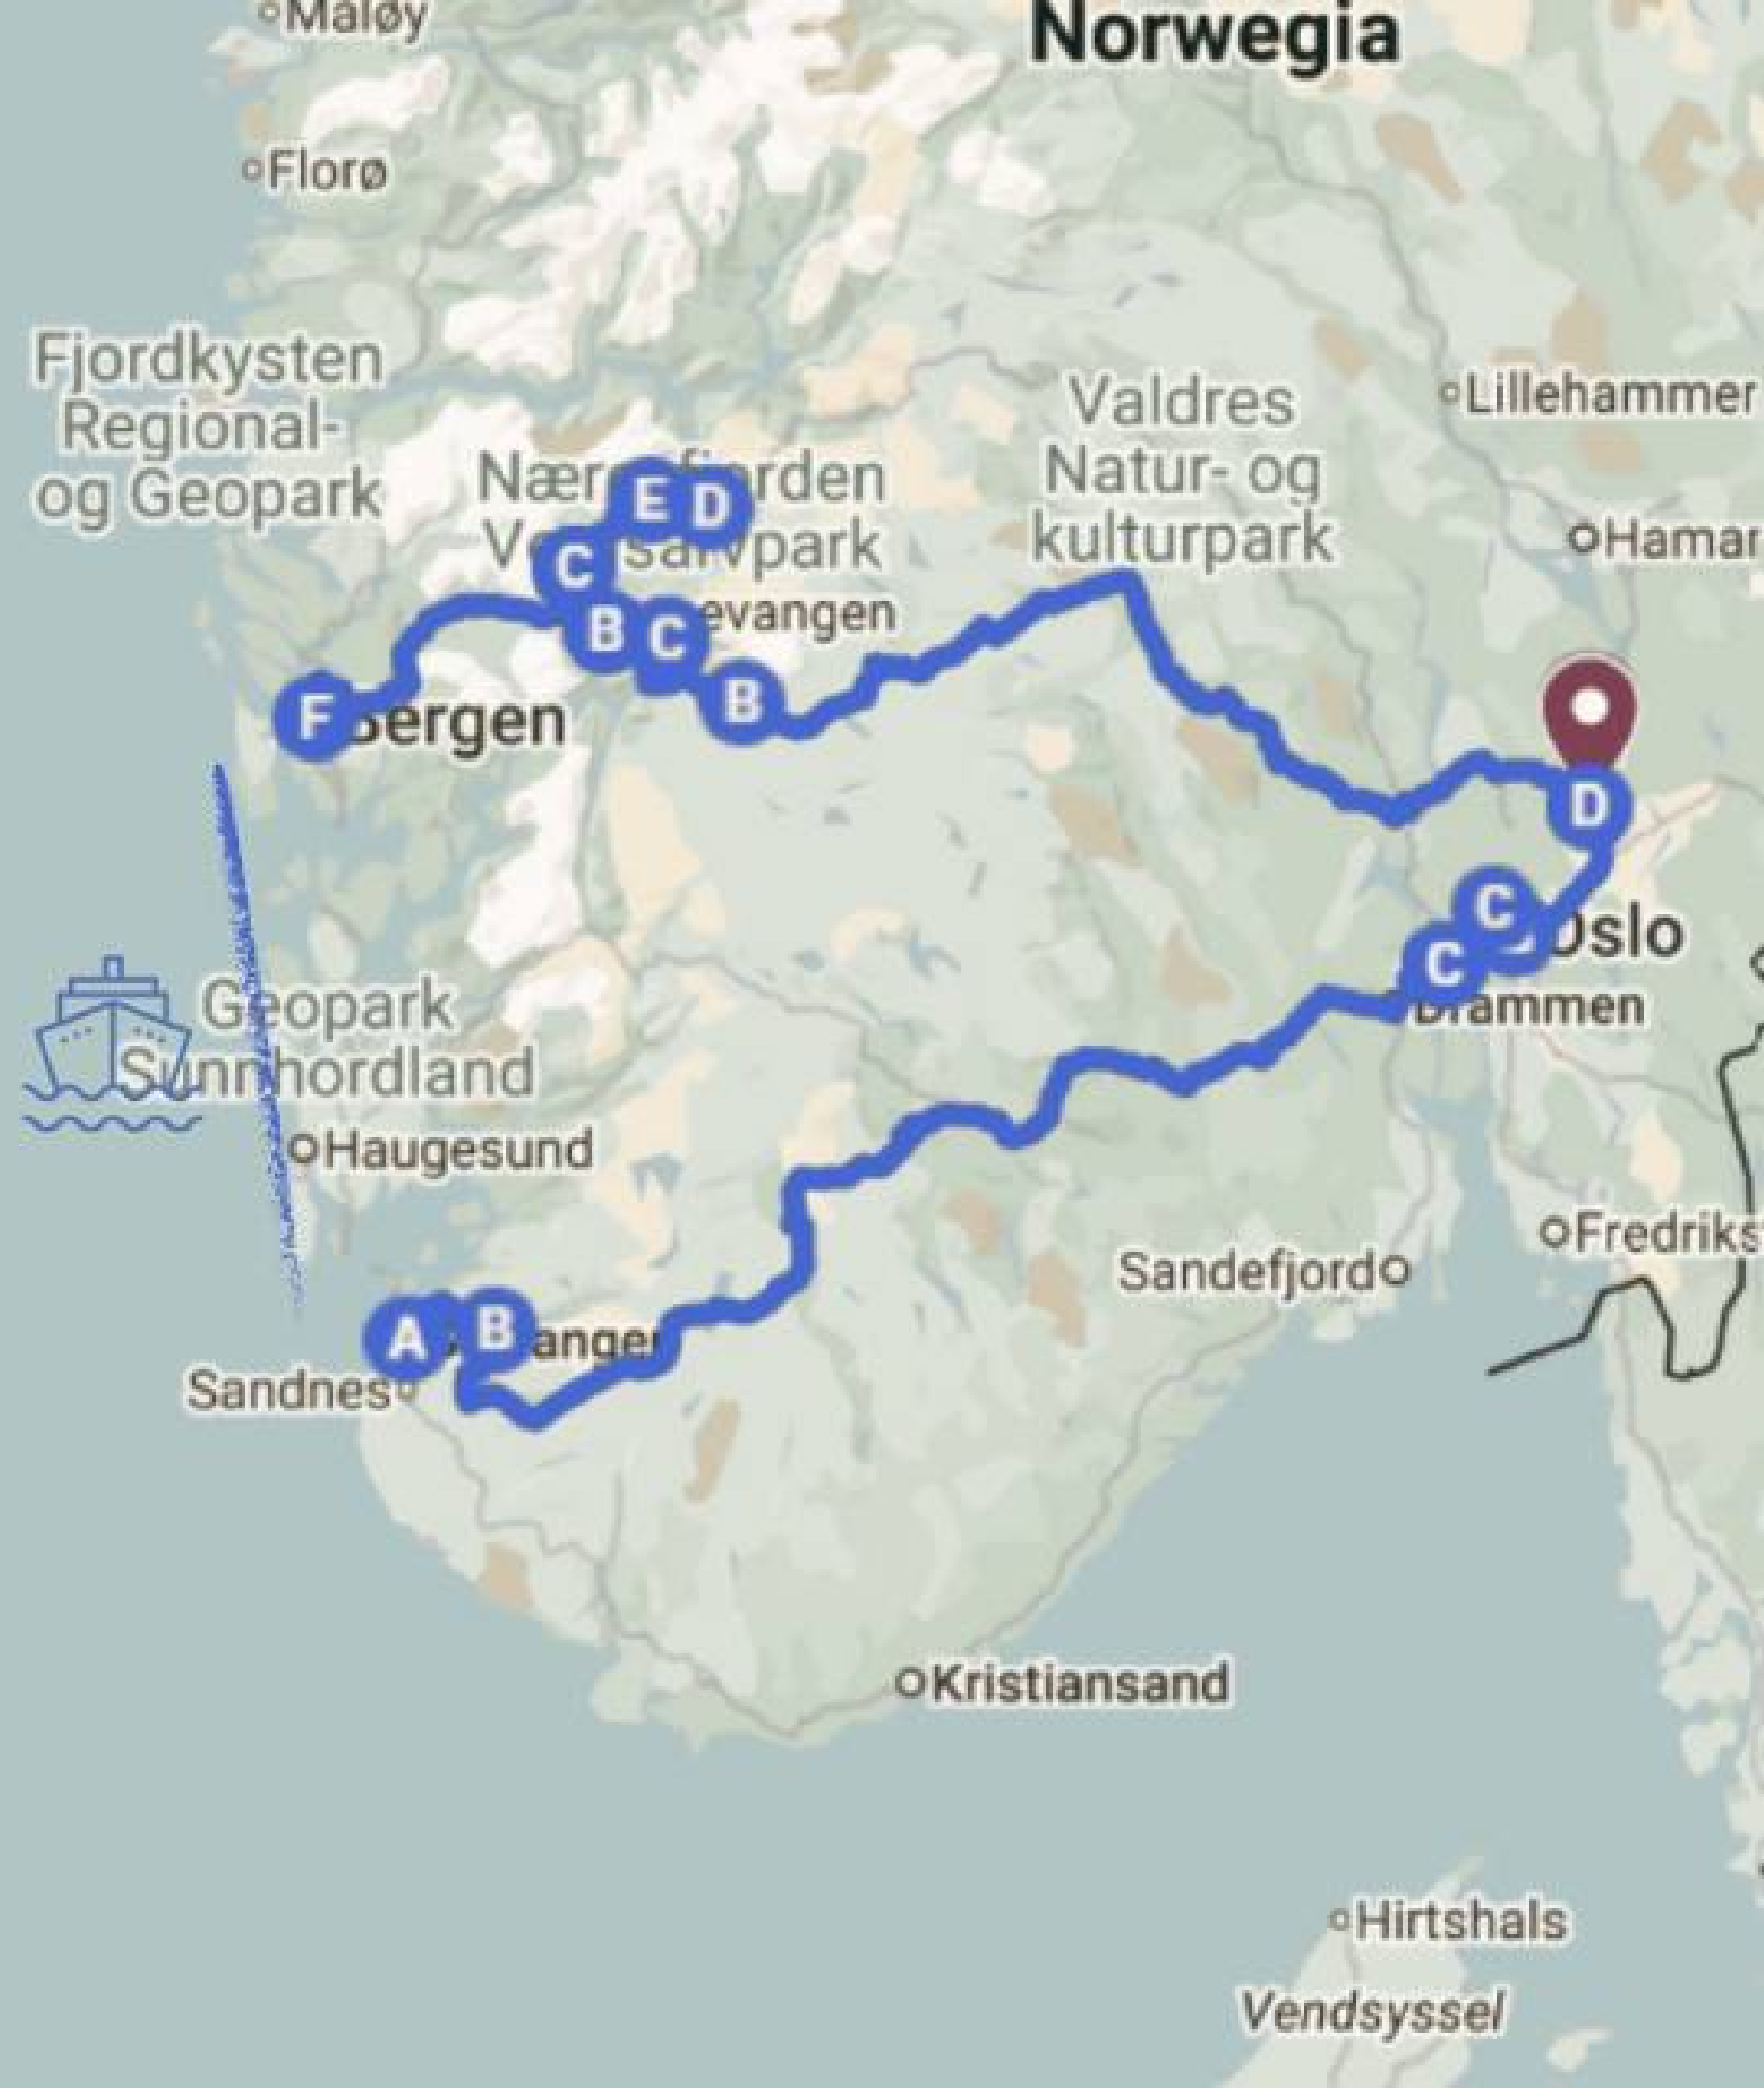 Måløy
Norwegia
Florø
Fjordkysten
Regional-
og Geopark
Valdres
Natur- og
kulturpark
Lillehammer
Hamar
E
D
C
B
C
B
F
Bergen
D
C
C
Oslo
Drammen
Geopark
Sunnhordland
Haugesund
Fredriks
Sandefjord
A
B
Sandnes
Kristiansand
Hirtshals
Vendsyssel